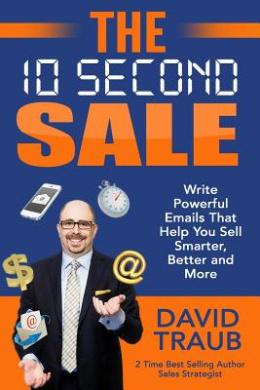 THE
10 SECOND
SALE
Write
Powerful
Emails That
Help You Sell
Smarter,
Better and
More
$
@
@
DAVID
TRAUB
2 Time Best Selling Author
Sales Strategist